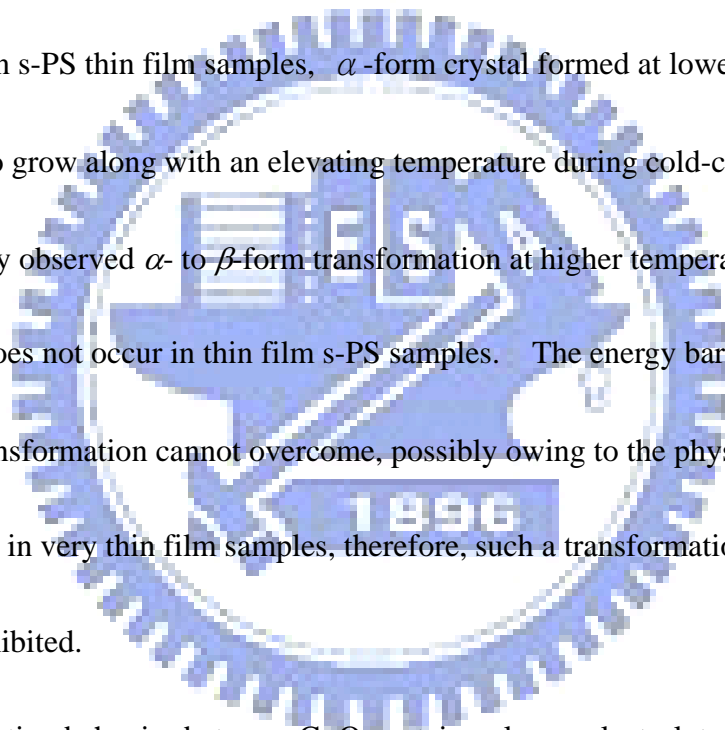 s-PS thin film samples, α-form crystal formed at lowe
grow along with an elevating temperature during cold-c
observed α- to β-form transformation at higher tempera
oes not occur in thin film s-PS samples. The energy bar
nsformation cannot overcome, possibly owing to the phys
in very thin film samples, therefore, such a transformatio
ibited.
E S
1896